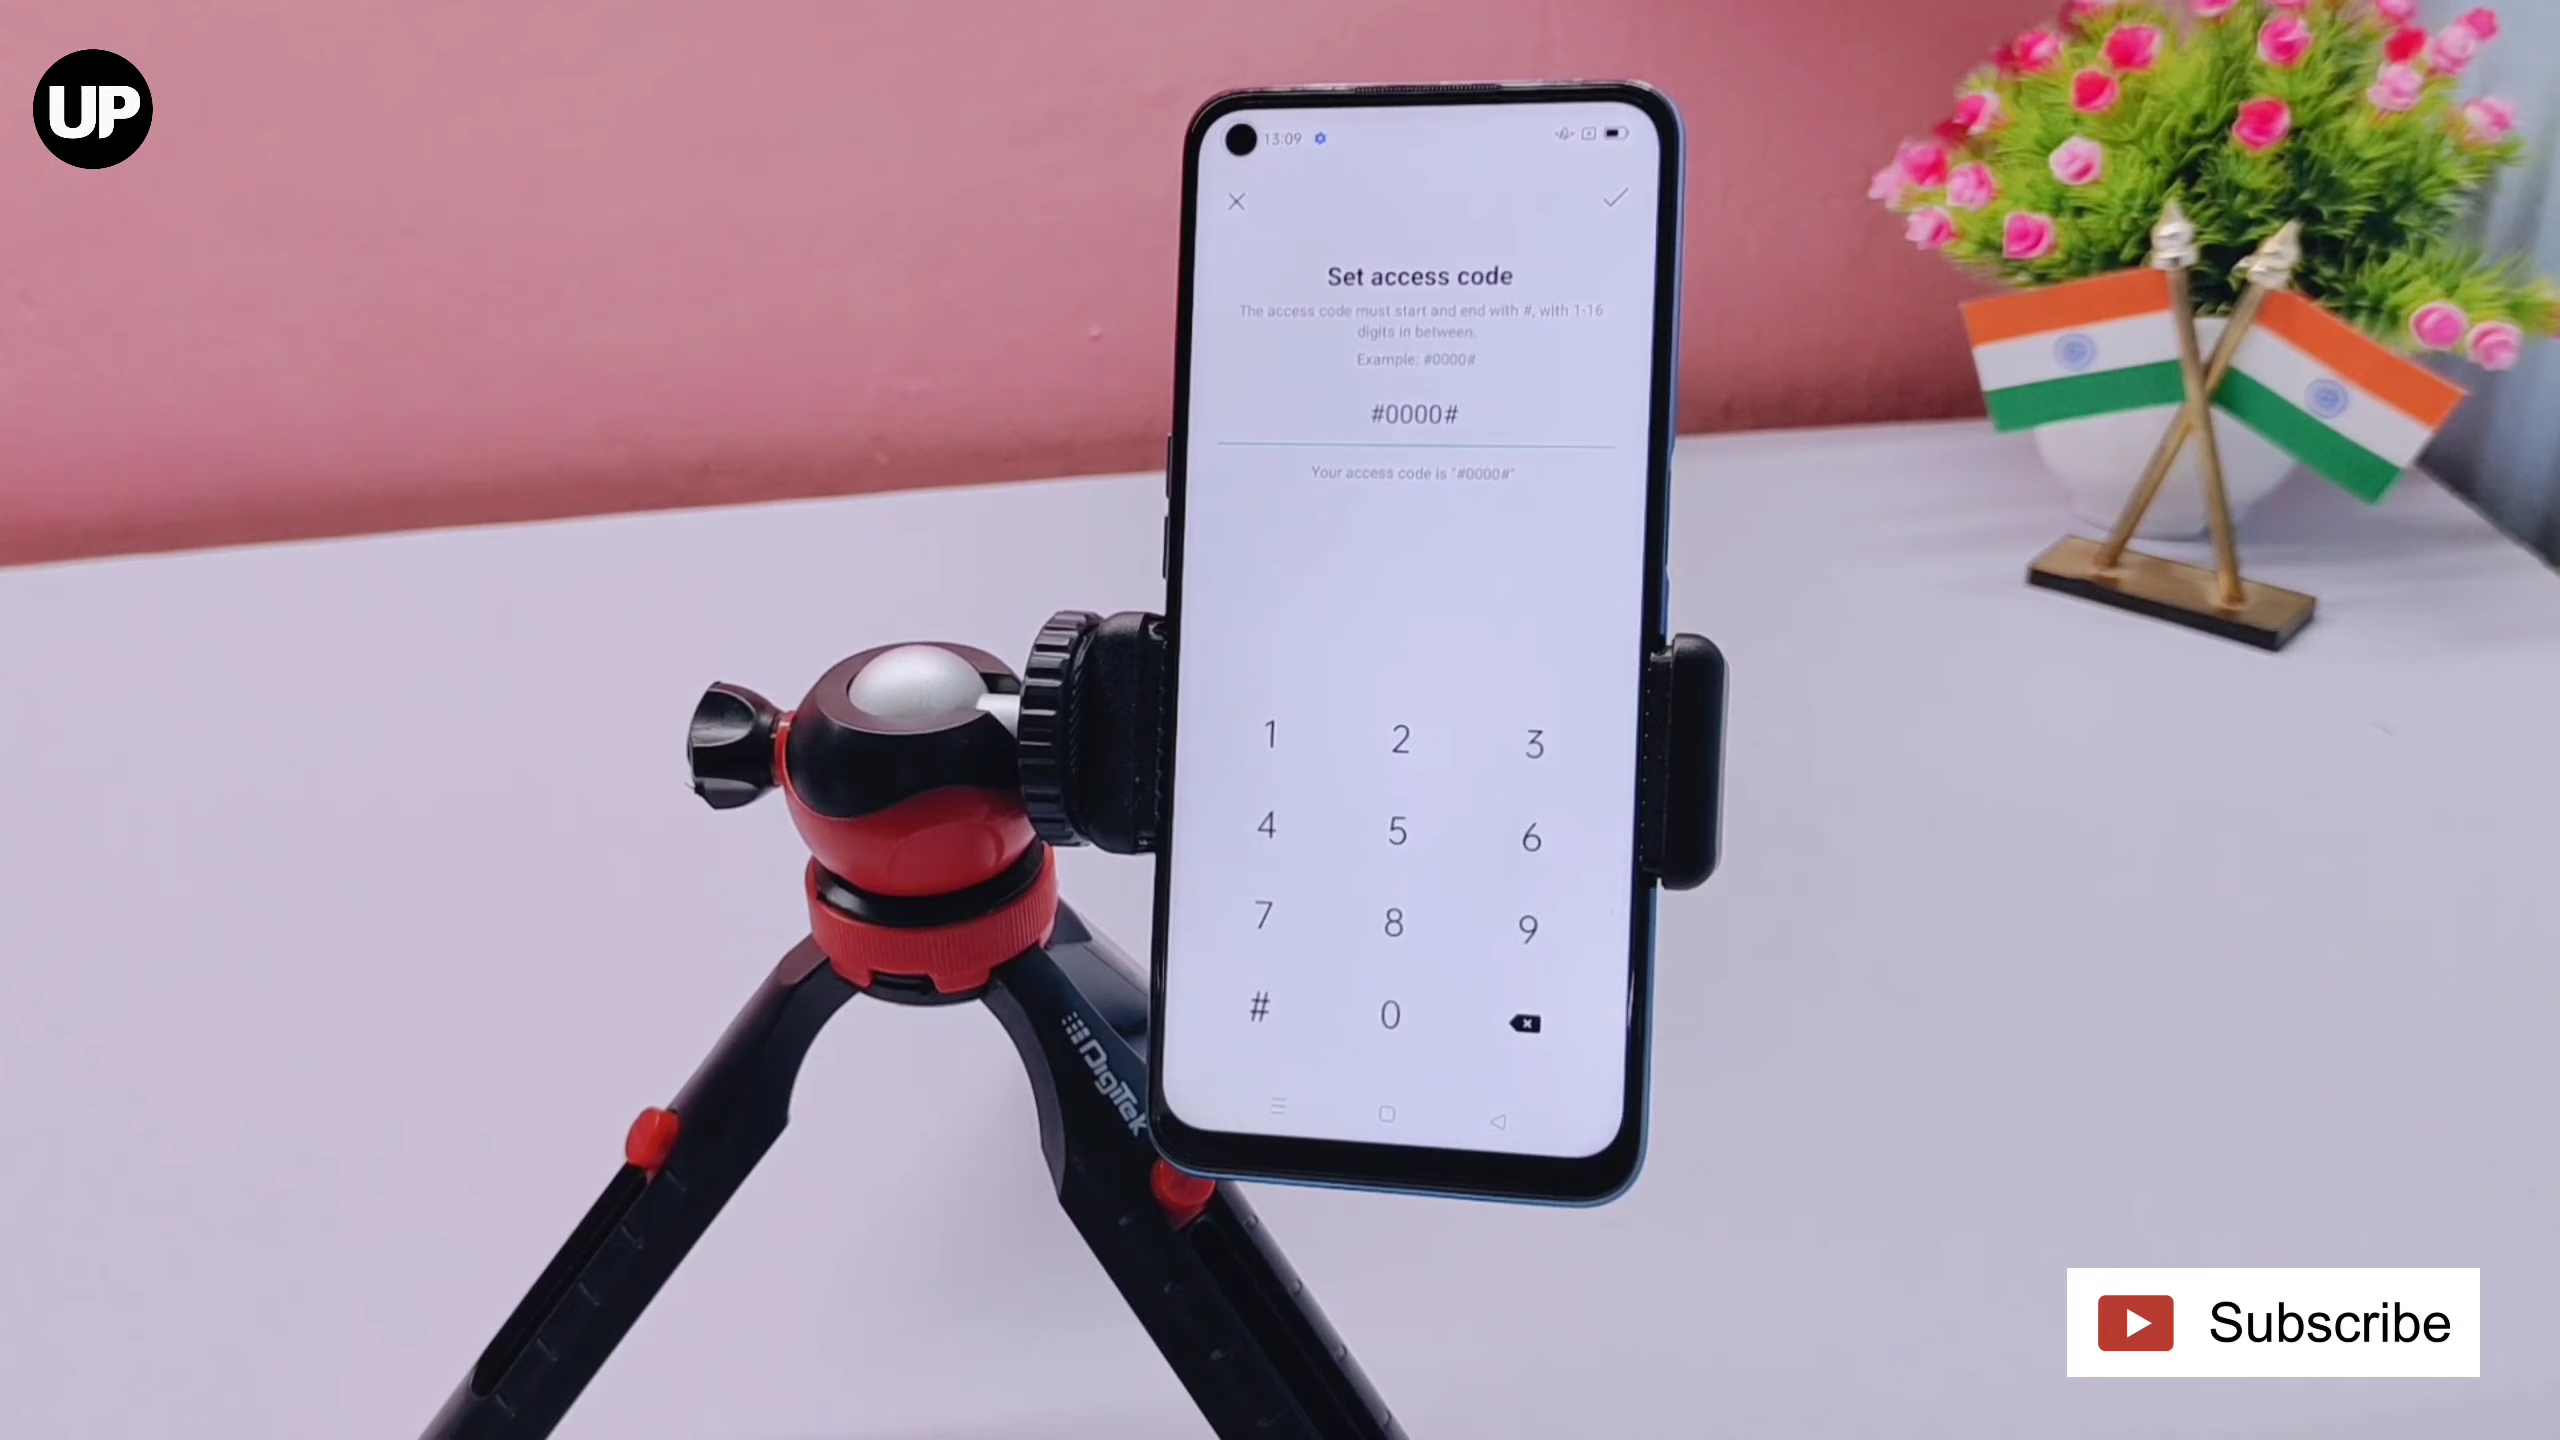 UP
13:09
Set access code
The access code must start and end with #, with 1-16
digits in between.
Example: #0000#
#0000#
Your access code is "#0000#"
1 2 3
4 5 6
7 8 9
# 0
DIGITEK
Subscribe